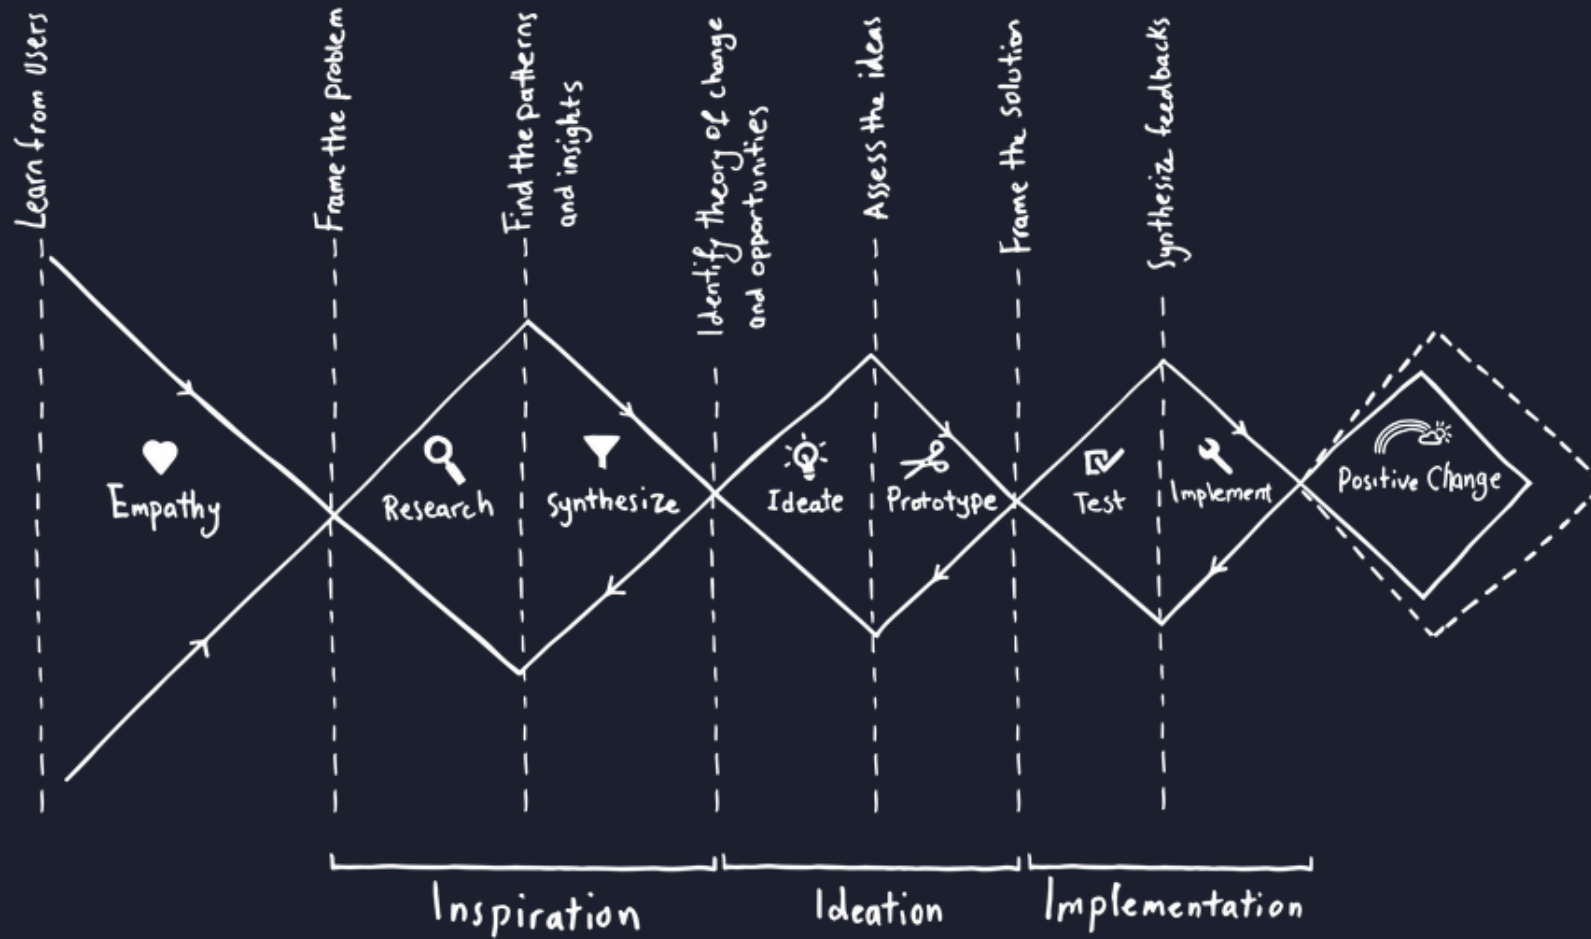 Learn from Users
Frame the problem
Find the patterns
and insights
Identify theory of change
and opportunities
Assess the ideas
Frame the solution
Synthesize feedbacks
Empathy
Research
Synthesize
Ideate
Prototype
Test
Implement
Positive Change
Inspiration
Ideation
Implementation